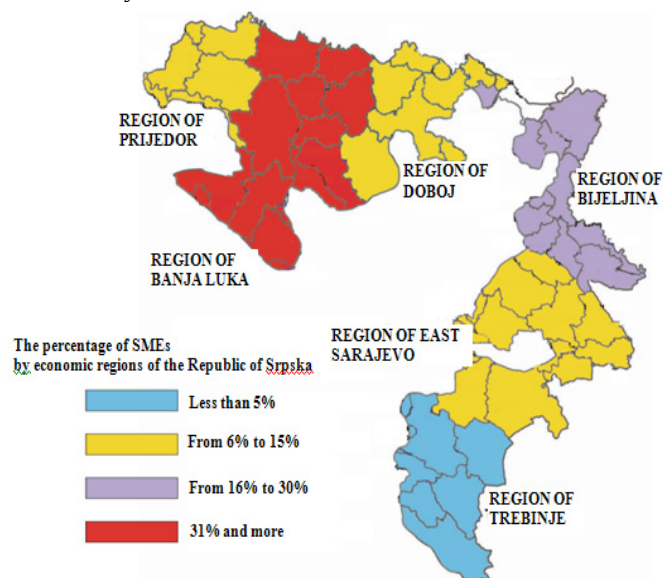 REGION OF
PRIJEDOR
REGION OF
DOBOJ
REGION OF
BIJELJINA
REGION OF
BANJA LUKA
REGION OF EAST
SARAJEVO
The percentage of SMEs
by economic regions of the Republic of Srpska
Less than 5%
From 6% to 15%
From 16% to 30%
31% and more
REGION OF
TREBINJE